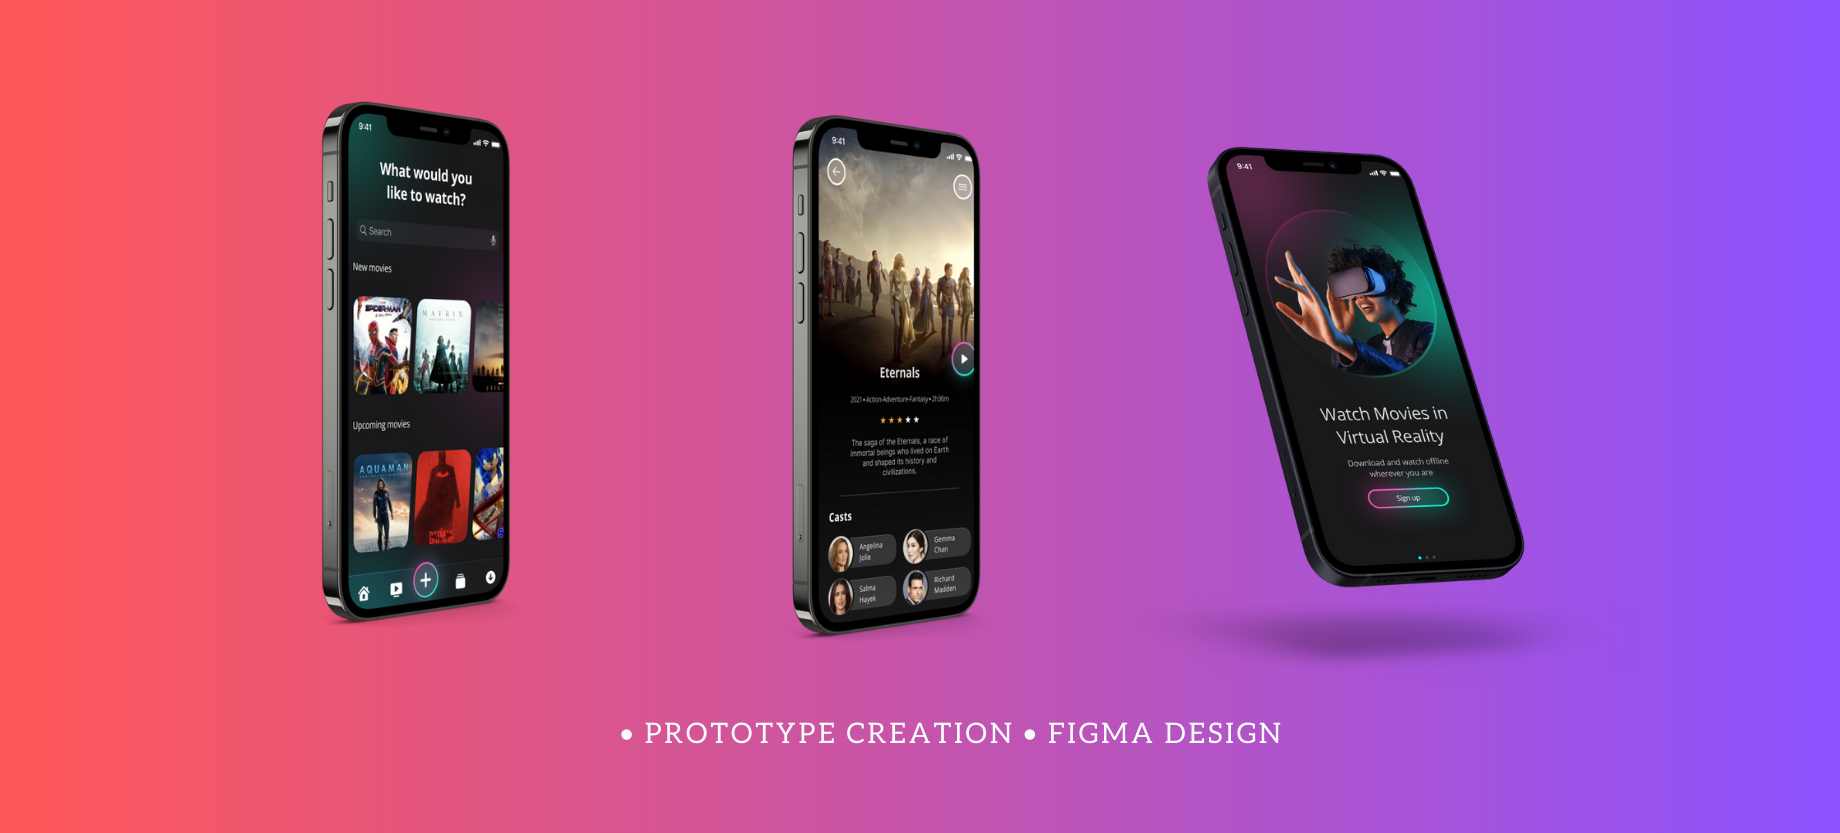 9:41
What would you
like to watch?
Search
New movies
SPIDER-MAN
MATRIX
Upcoming movies
AQUAMAN
9:41
Eternals
2021•Action-Adventure-Fantasy•2h36m
The saga of the Eternals, a race of
immortal beings who lived on Earth
and shaped its history and
civilizations.
Casts
Angelina
Jolie
Gemma
Chan
Salma
Hayek
Richard
Madden
9:41
Watch Movies in
Virtual Reality
Download and watch offline
wherever you are
Sign up
• PROTOTYPE CREATION • FIGMA DESIGN